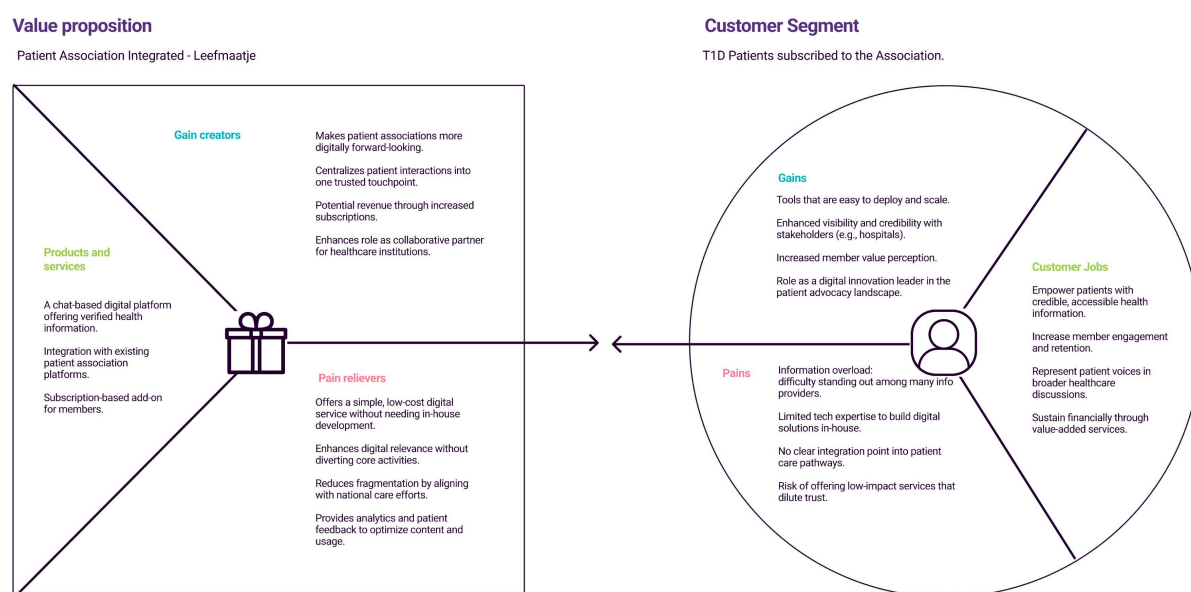 Value proposition
Patient Association Integrated - Leefmaatje
Gain creators
Makes patient associations more
digitally forward-looking.
Centralizes patient interactions into
one trusted touchpoint.
Potential revenue through increased
subscriptions.
Enhances role as collaborative partner
for healthcare institutions.
Products and
services
A chat-based digital platform
offering verified health
information.
Integration with existing
patient association
platforms.
Subscription-based add-on
for members.
Pain relievers
Offers a simple, low-cost digital
service without needing in-house
development.
Enhances digital relevance without
diverting core activities.
Reduces fragmentation by aligning
with national care efforts.
Provides analytics and patient
feedback to optimize content and
usage.
Customer Segment
T1D Patients subscribed to the Association.
Gains
Tools that are easy to deploy and scale.
Enhanced visibility and credibility with
stakeholders (e.g., hospitals).
Increased member value perception.
Role as a digital innovation leader in the
patient advocacy landscape.
Customer Jobs
Empower patients with
credible, accessible health
information.
Increase member engagement
and retention.
Represent patient voices in
broader healthcare
discussions.
Sustain financially through
value-added services.
Pains
Information overload:
difficulty standing out among many info
providers.
Limited tech expertise to build digital
solutions in-house.
No clear integration point into patient
care pathways.
Risk of offering low-impact services that
dilute trust.